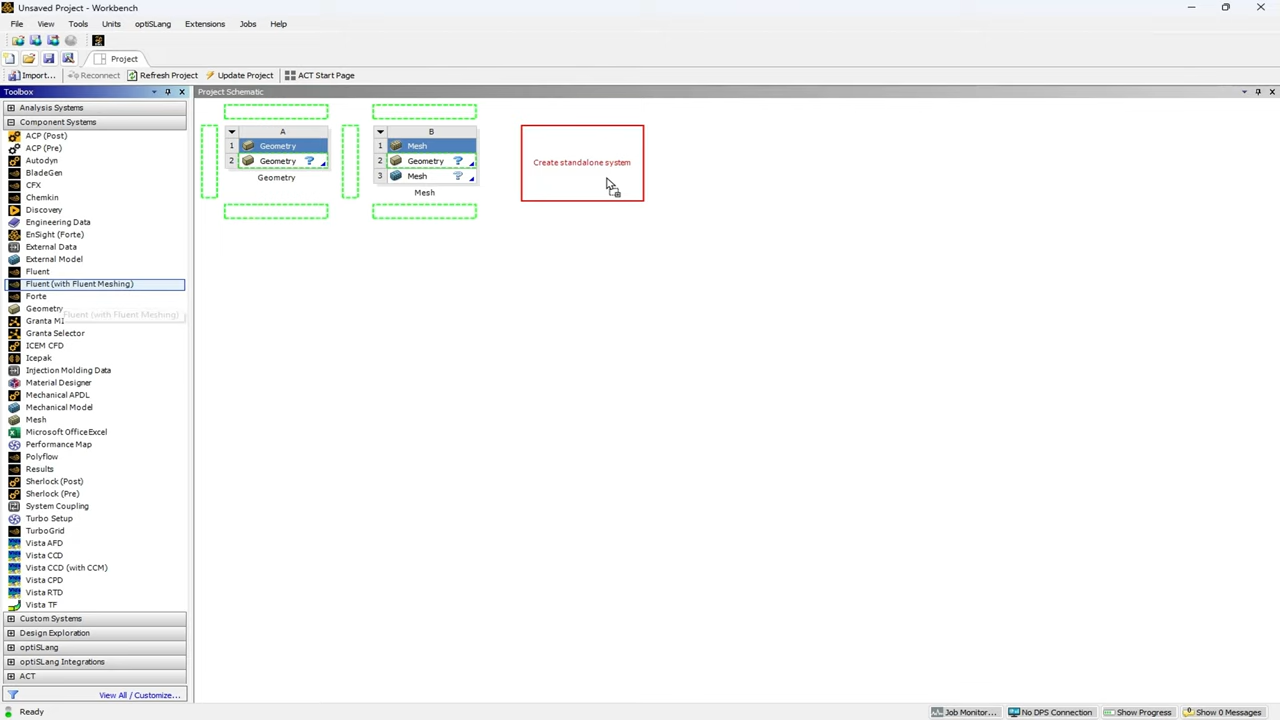 Unsaved Project - Workbench
File View Tools Units optiSLang Extensions Jobs Help
Project
Import... Reconnect Refresh Project Update Project ACT Start Page
Toolbox
Analysis Systems
Component Systems
ACP (Post)
ACP (Pre)
Autodyn
BladeGen
CFX
Chemkin
Discovery
Engineering Data
EnSight (Forte)
External Data
External Model
Fluent
Fluent (with Fluent Meshing)
Forte
Geometry
Fluent (with Fluent Meshing)
Granta MI
Granta Selector
ICEM CFD
Icepak
Injection Molding Data
Material Designer
Mechanical APDL
Mechanical Model
Mesh
Microsoft Office Excel
Performance Map
Polyflow
Results
Sherlock (Post)
Sherlock (Pre)
System Coupling
Turbo Setup
TurboGrid
Vista AFD
Vista CCD
Vista CCD (with CCM)
Vista CPD
Vista RTD
Vista TF
Custom Systems
Design Exploration
optiSLang
optiSLang Integrations
ACT
View All / Customize...
Project Schematic
A
1 Geometry
2 Geometry ?
Geometry
B
1 Mesh
2 Geometry ?
3 Mesh ?
Mesh
Create standalone system
Ready
Job Monitor... No DPS Connection Show Progress Show 0 Messages